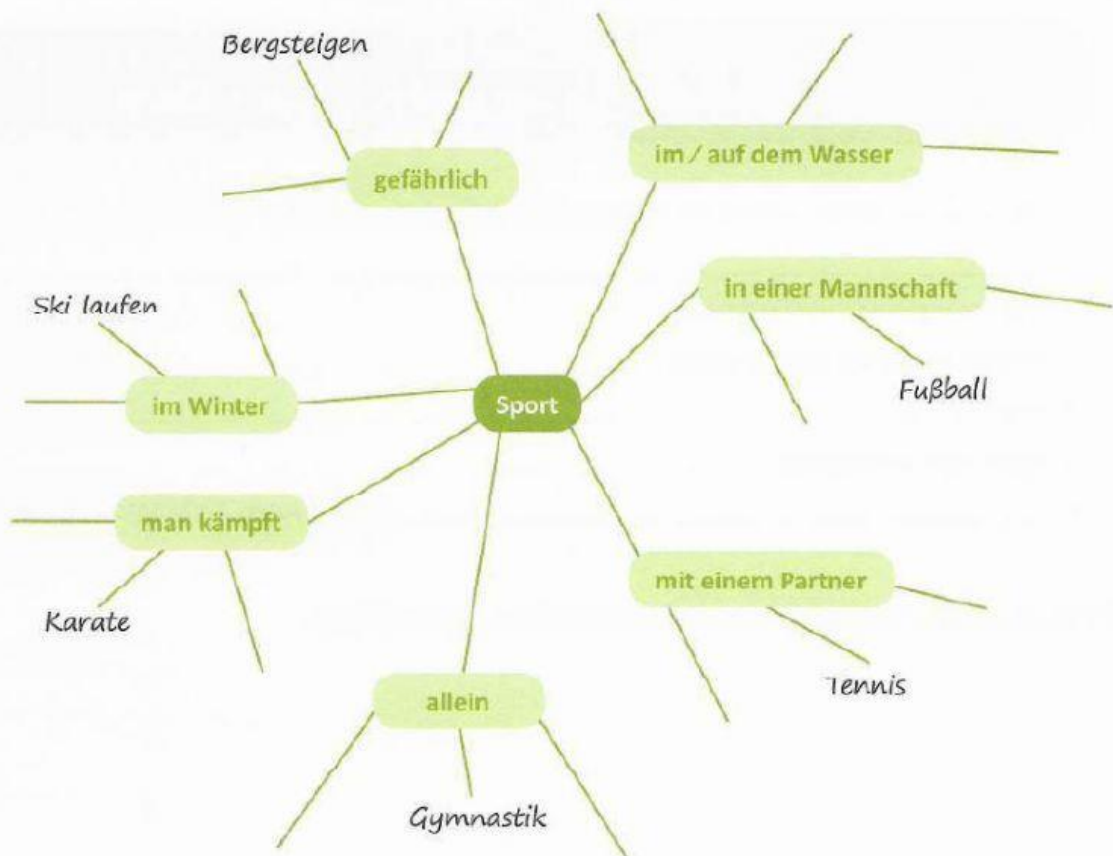 Bergsteigen
gefährlich
im / auf dem Wasser
in einer Mannschaft
Fußball
Ski laufen
im Winter
Sport
man kämpft
Karate
mit einem Partner
Tennis
allein
Gymnastik